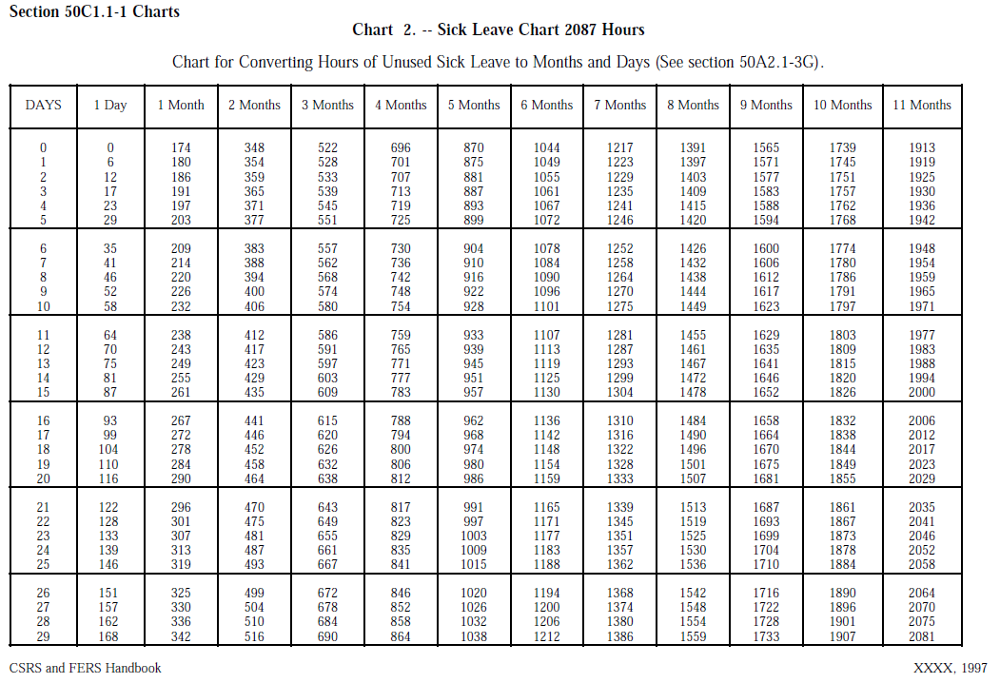 Section 50C1.1-1 Charts
Chart 2. -- Sick Leave Chart 2087 Hours
Chart for Converting Hours of Unused Sick Leave to Months and Days (See section 50A2.1-3G).
DAYS 1 Day 1 Month 2 Months 3 Months 4 Months 5 Months 6 Months 7 Months 8 Months 9 Months 10 Months 11 Months
0 0 174 348 522 696 870 1044 1217 1391 1565 1739 1913
1 6 180 354 528 701 875 1049 1223 1397 1571 1745 1919
2 12 186 359 533 707 881 1055 1229 1403 1577 1751 1925
3 17 191 365 539 713 887 1061 1235 1409 1583 1757 1930
4 23 197 371 545 719 893 1067 1241 1415 1588 1762 1936
5 29 203 377 551 725 899 1072 1246 1420 1594 1768 1942
6 35 209 383 557 730 904 1078 1252 1426 1600 1774 1948
7 41 214 388 562 736 910 1084 1258 1432 1606 1780 1954
8 46 220 394 568 742 916 1090 1264 1438 1612 1786 1959
9 52 226 400 574 748 922 1096 1270 1444 1617 1791 1965
10 58 232 406 580 754 928 1101 1275 1449 1623 1797 1971
11 64 238 412 586 759 933 1107 1281 1455 1629 1803 1977
12 70 243 417 591 765 939 1113 1287 1461 1635 1809 1983
13 75 249 423 597 771 945 1119 1293 1467 1641 1815 1988
14 81 255 429 603 777 951 1125 1299 1472 1646 1820 1994
15 87 261 435 609 783 957 1130 1304 1478 1652 1826 2000
16 93 267 441 615 788 962 1136 1310 1484 1658 1832 2006
17 99 272 446 620 794 968 1142 1316 1490 1664 1838 2012
18 104 278 452 626 800 974 1148 1322 1496 1670 1844 2017
19 110 284 458 632 806 980 1154 1328 1501 1675 1849 2023
20 116 290 464 638 812 986 1159 1333 1507 1681 1855 2029
21 122 296 470 643 817 991 1165 1339 1513 1687 1861 2035
22 128 301 475 649 823 997 1171 1345 1519 1693 1867 2041
23 133 307 481 655 829 1003 1177 1351 1525 1699 1873 2046
24 139 313 487 661 835 1009 1183 1357 1530 1704 1878 2052
25 146 319 493 667 841 1015 1188 1362 1536 1710 1884 2058
26 151 325 499 672 846 1020 1194 1368 1542 1716 1890 2064
27 157 330 504 678 852 1026 1200 1374 1548 1722 1896 2070
28 162 336 510 684 858 1032 1206 1380 1554 1728 1901 2075
29 168 342 516 690 864 1038 1212 1386 1559 1733 1907 2081
CSRS and FERS Handbook XXXX, 1997